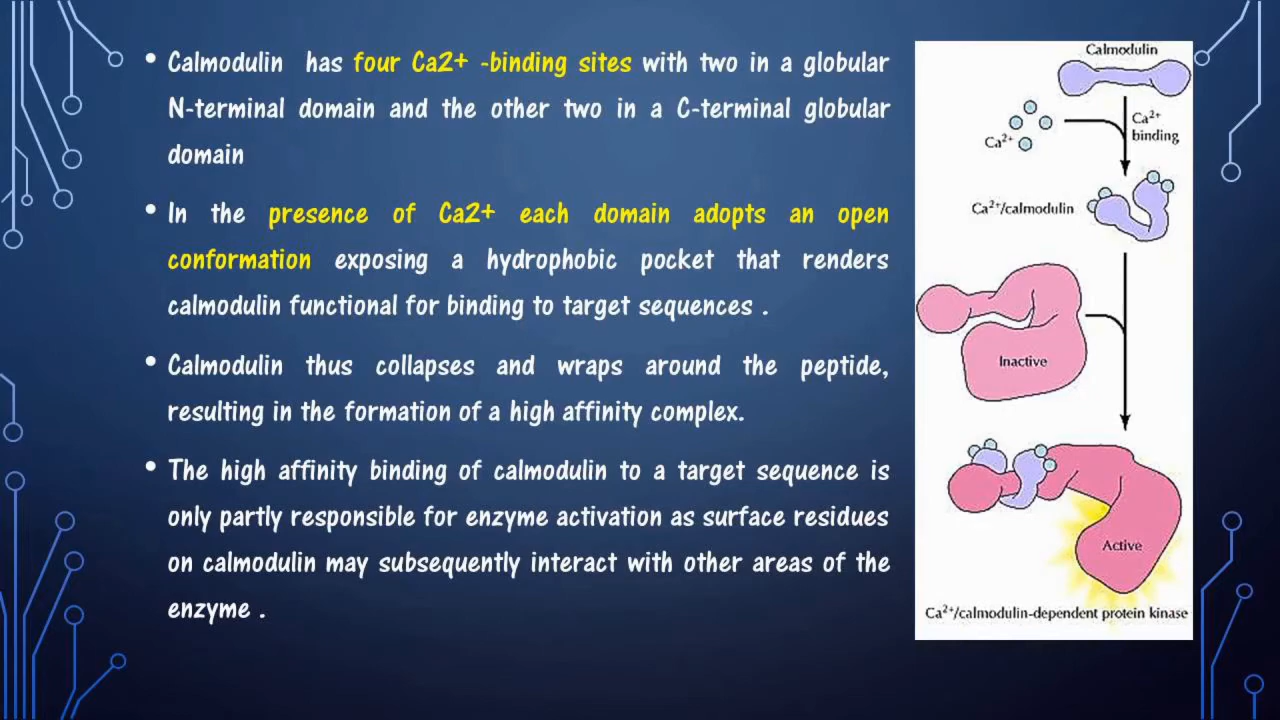 • Calmodulin has four Ca2+ -binding sites with two in a globular
N-terminal domain and the other two in a C-terminal globular
domain
• In the presence of Ca2+ each domain adopts an open
conformation exposing a hydrophobic pocket that renders
calmodulin functional for binding to target sequences .
• Calmodulin thus collapses and wraps around the peptide,
resulting in the formation of a high affinity complex.
• The high affinity binding of calmodulin to a target sequence is
only partly responsible for enzyme activation as surface residues
on calmodulin may subsequently interact with other areas of the
enzyme .
Calmodulin
Ca²⁺
Ca²⁺
binding
Ca²⁺/calmodulin
Inactive
Active
Ca²⁺/calmodulin-dependent protein kinase